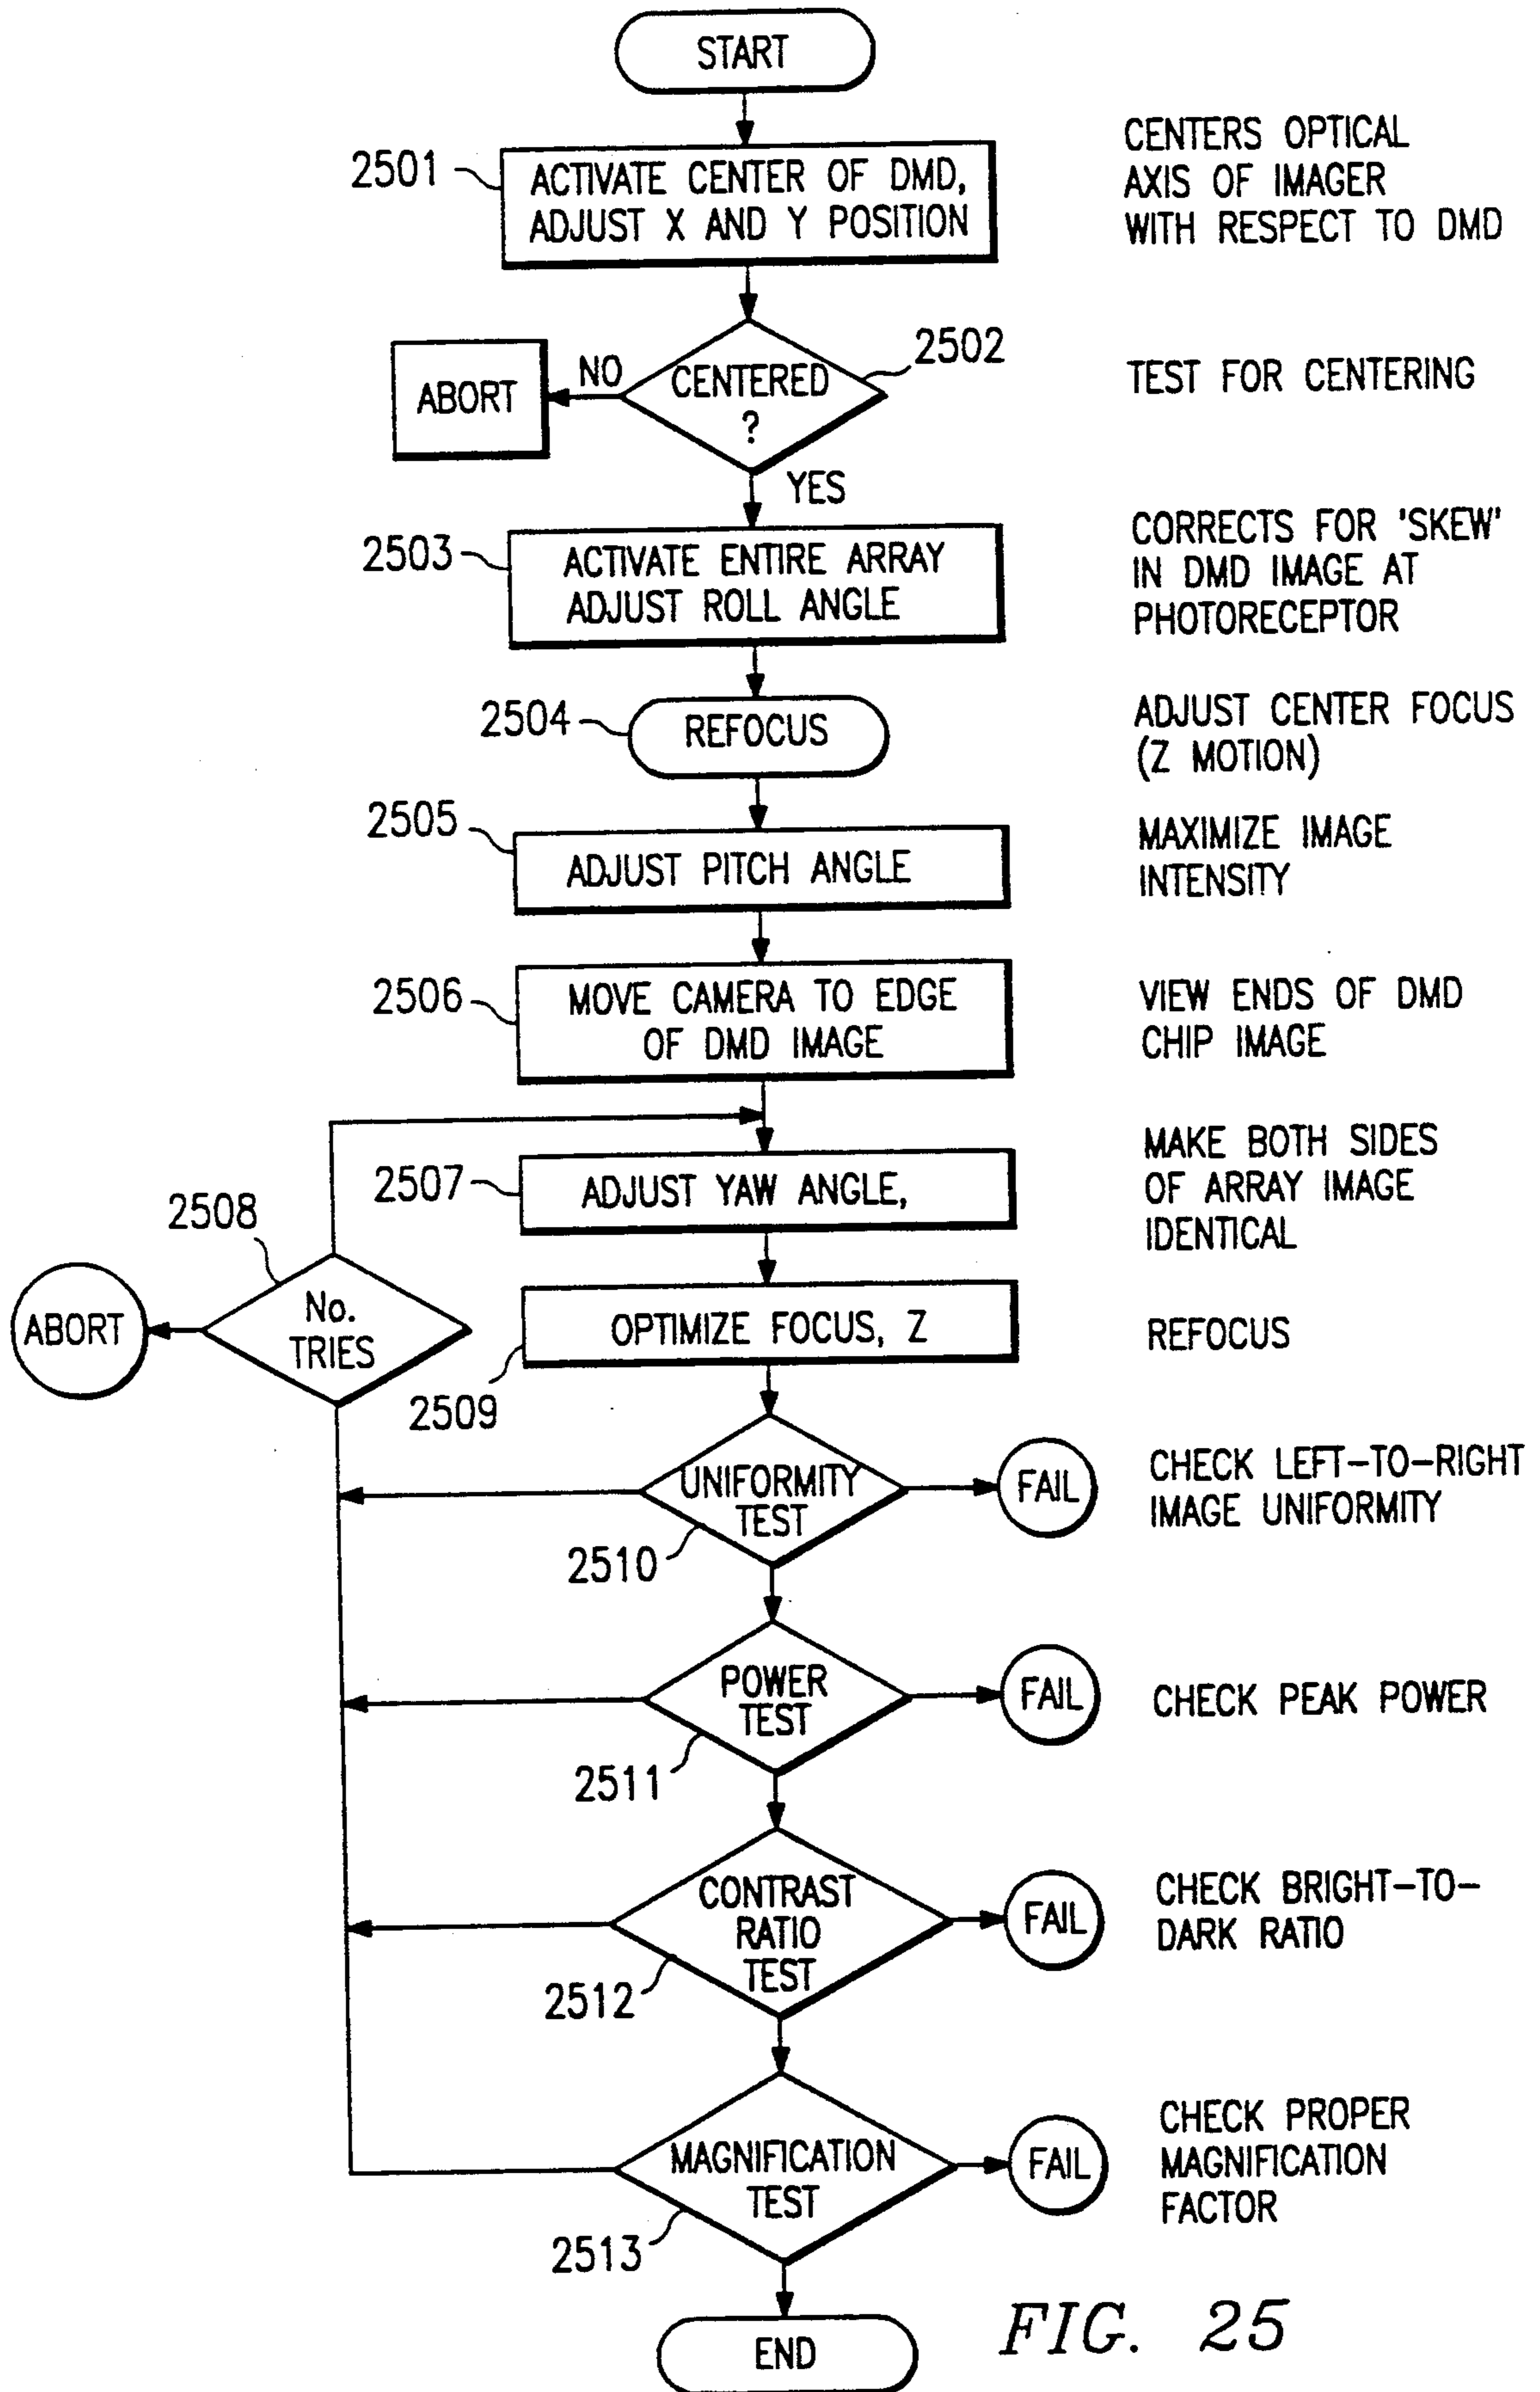 START
2501
ACTIVATE CENTER OF DMD,
ADJUST X AND Y POSITION
CENTERS OPTICAL
AXIS OF IMAGER
WITH RESPECT TO DMD
ABORT
NO
CENTERED
?
2502
TEST FOR CENTERING
YES
2503
ACTIVATE ENTIRE ARRAY
ADJUST ROLL ANGLE
CORRECTS FOR 'SKEW'
IN DMD IMAGE AT
PHOTORECEPTOR
2504
REFOCUS
ADJUST CENTER FOCUS
(Z MOTION)
2505
ADJUST PITCH ANGLE
MAXIMIZE IMAGE
INTENSITY
2506
MOVE CAMERA TO EDGE
OF DMD IMAGE
VIEW ENDS OF DMD
CHIP IMAGE
2507
ADJUST YAW ANGLE,
MAKE BOTH SIDES
OF ARRAY IMAGE
IDENTICAL
2508
ABORT
No.
TRIES
OPTIMIZE FOCUS, Z
REFOCUS
2509
UNIFORMITY
TEST
FAIL
CHECK LEFT-TO-RIGHT
IMAGE UNIFORMITY
2510
POWER
TEST
FAIL
CHECK PEAK POWER
2511
CONTRAST
RATIO
TEST
FAIL
CHECK BRIGHT-TO-
DARK RATIO
2512
MAGNIFICATION
TEST
FAIL
CHECK PROPER
MAGNIFICATION
FACTOR
2513
END
FIG. 25